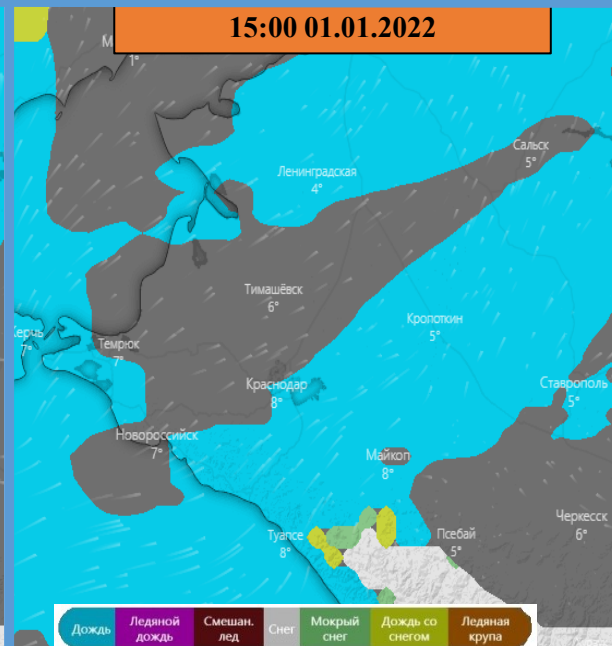 15:00 01.01.2022
М
1°
Сальск
5°
Ленинградская
4°
Тимашёвск
6°
Кропоткин
5°
Керчь
7°
Темрюк
7°
Краснодар
8°
Ставрополь
5°
Новороссийск
7°
Майкоп
8°
Черкесск
6°
Туапсе
8°
Псебай
5°
Дождь
Ледяной
дождь
Смешан.
лед
Снег
Мокрый
снег
Дождь со
снегом
Ледяная
крупа